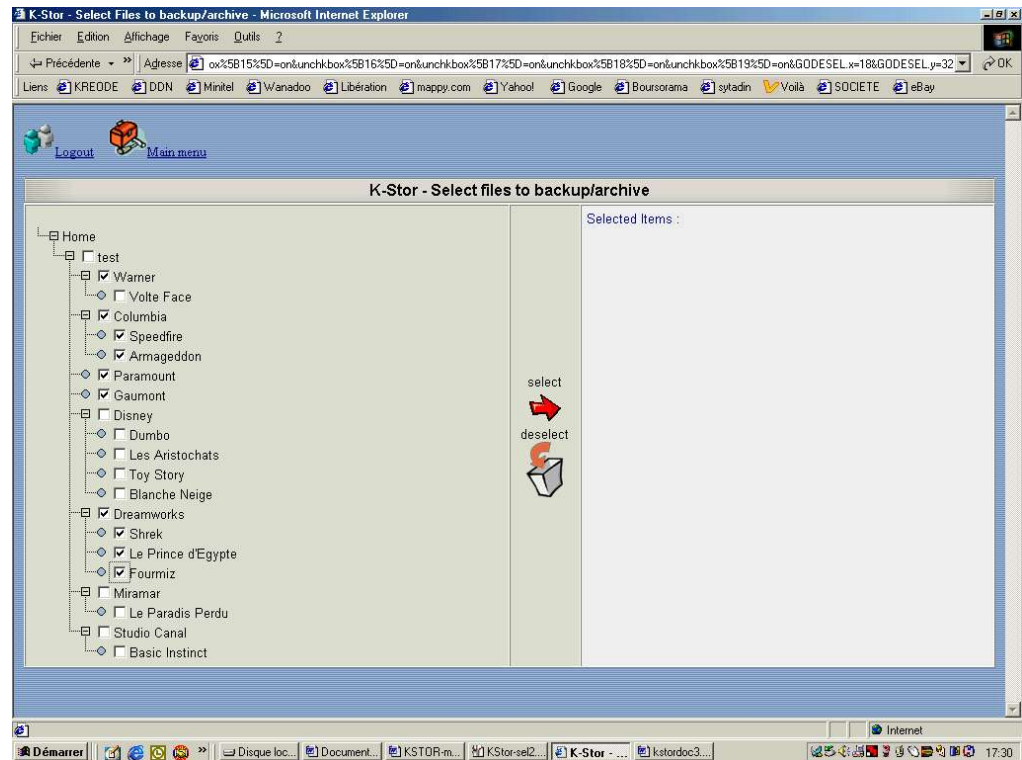 K-Stor - Select Files to backup/archive - Microsoft Internet Explorer
Fichier Edition Affichage Favoris Outils ?
Précédente » Adresse ox%5B15%5D=on&unchkbox%5B16%5D=on&unchkbox%5B17%5D=on&unchkbox%5B18%5D=on&unchkbox%5B19%5D=on&GODESEL.x=18&GODESEL.y=32 OK
Liens KREODE DDN Minitel Wanadoo Libération mappy.com Yahoo! Google Boursorama sytadin Voilà SOCIETE eBay
Logout Main menu
K-Stor - Select files to backup/archive
Selected Items :
Home
test
Warner
Volte Face
Columbia
Speedfire
Armageddon
Paramount
Gaumont
Disney
Dumbo
Les Aristochats
Toy Story
Blanche Neige
Dreamworks
Shrek
Le Prince d'Egypte
Fourmiz
Miramar
Le Paradis Perdu
Studio Canal
Basic Instinct
select
deselect
Internet
Démarrer » Disque loc... Document... KSTOR-m... KStor-sel2... K-Stor - ... kstordoc3.... 17:30